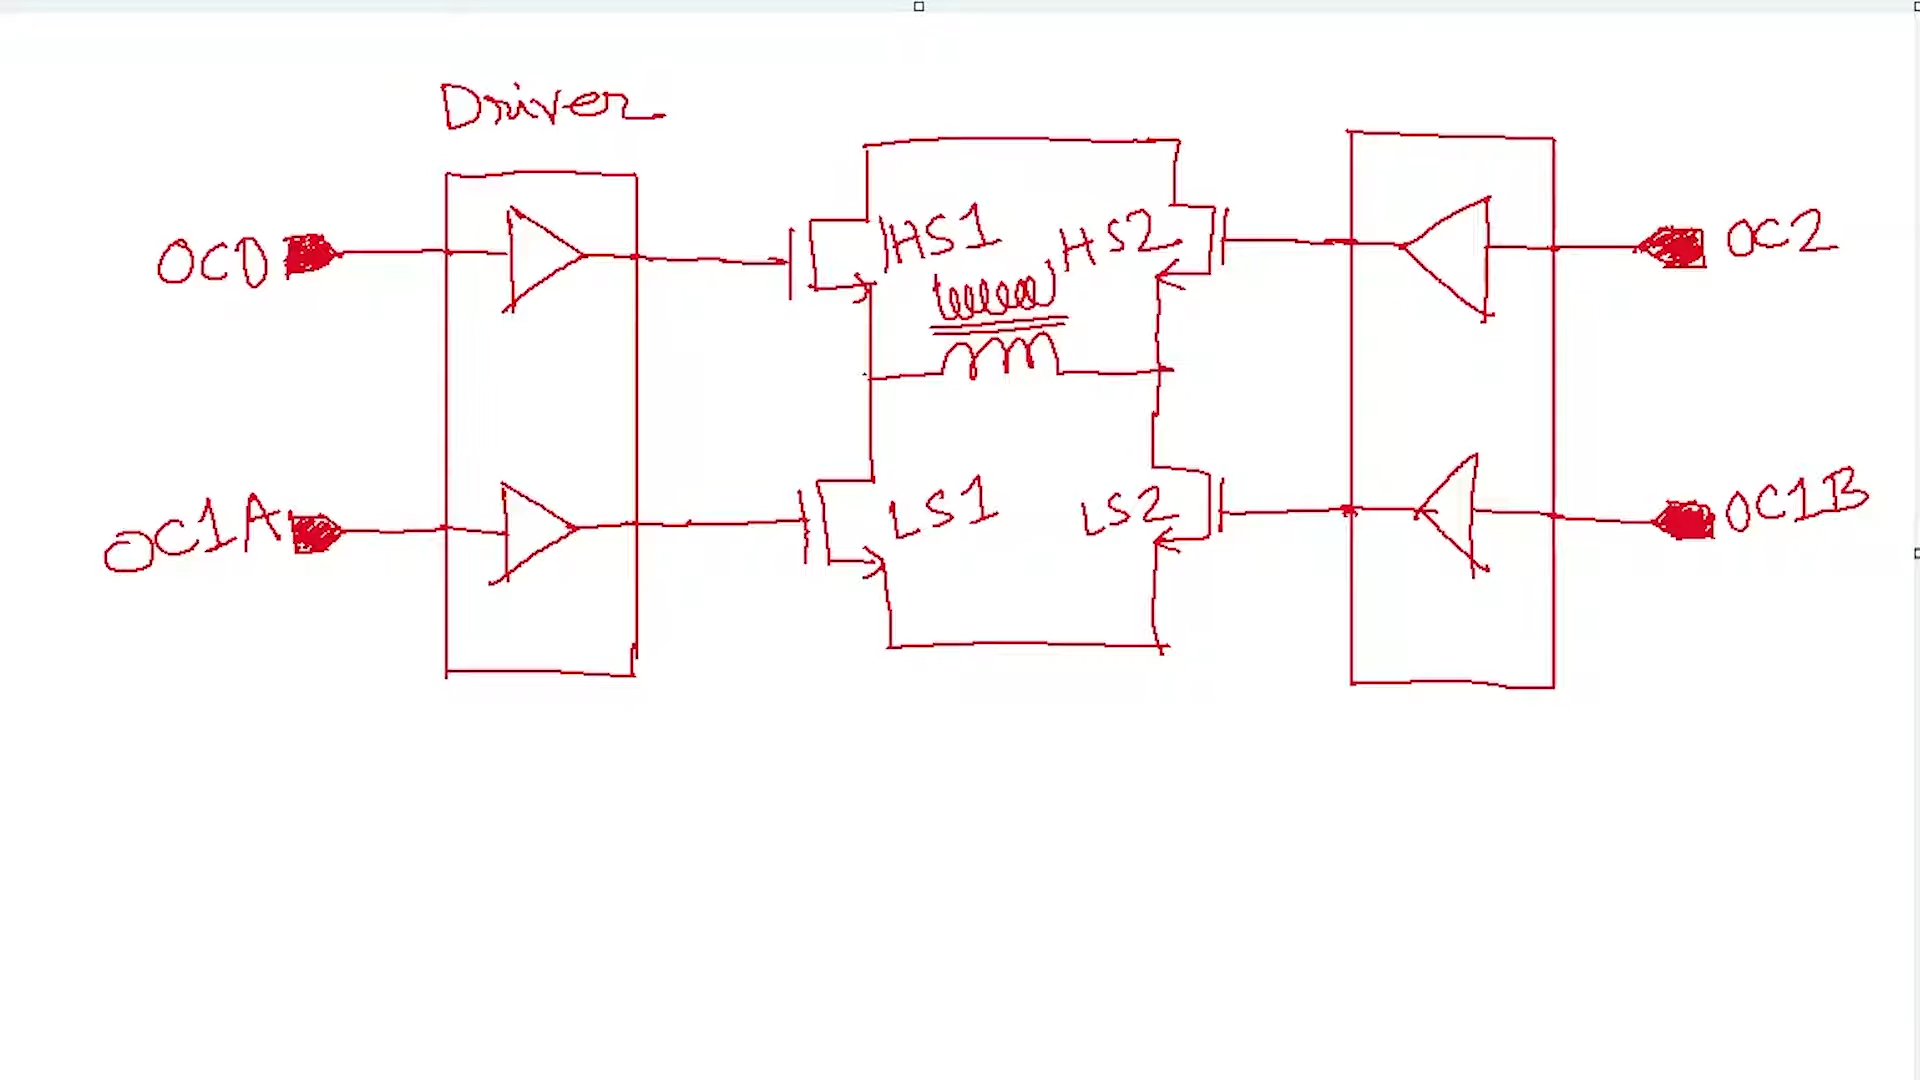 Driver
OC0
HS1
HS2
OC2
OC1A
LS1
LS2
OC1B